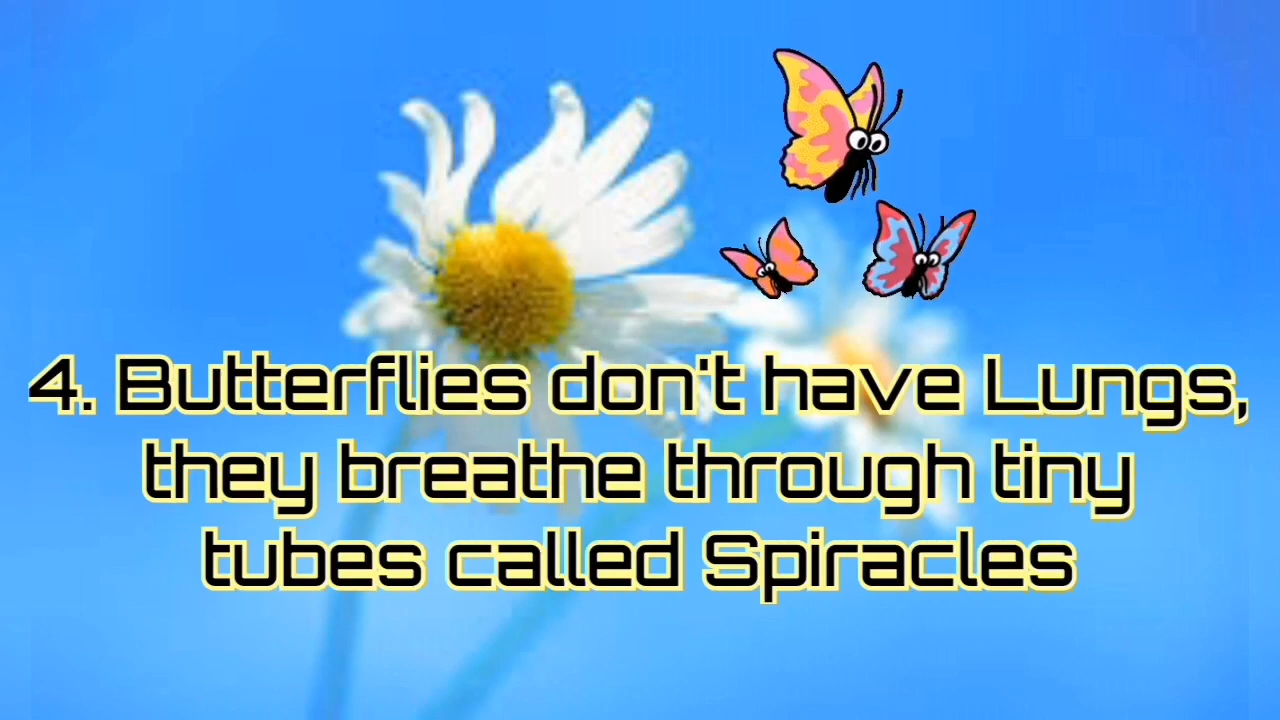 4. Butterflies don't have Lungs,
they breathe through tiny
tubes called Spiracles